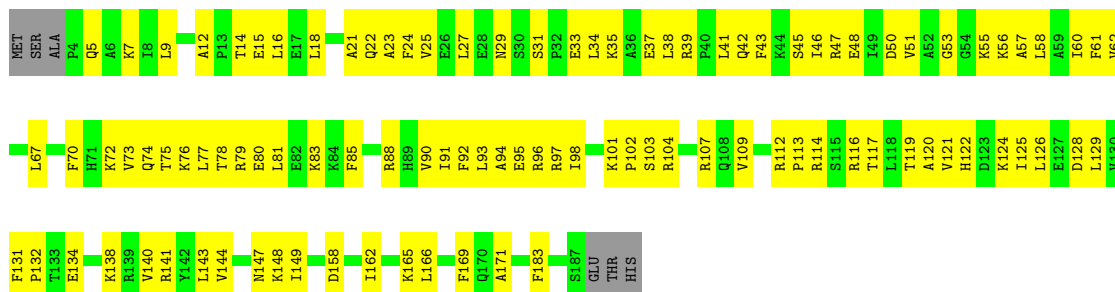 MET SER ALA P4 Q5 A6 K7 I8 L9 A12 P13 T14 E15 L16 E17 L18 A21 Q22 A23 F24 V25 E26 L27 E28 N29 S30 S31 P32 E33 L34 K35 A36 E37 L38 R39 P40 L41 Q42 F43 K44 S45 I46 R47 E48 I49 D50 V51 A52 G53 G54 K55 K56 A57 L58 A59 I60 F61
L67 F70 H71 K72 V73 Q74 T75 K76 L77 T78 R79 E80 L81 E82 K83 K84 F85 R88 H89 V90 I91 F92 L93 A94 E95 R96 R97 I98 K101 P102 S103 R104 R107 Q108 V109 R112 P113 R114 S115 R116 T117 L118 T119 A120 V121 H122 D123 K124 I125 L126 E127 D128 L129
F131 P132 T133 E134 K138 R139 V140 R141 Y142 L143 V144 N147 K148 I149 D158 I162 K165 L166 F169 Q170 A171 F183 S187 GLU THR HIS